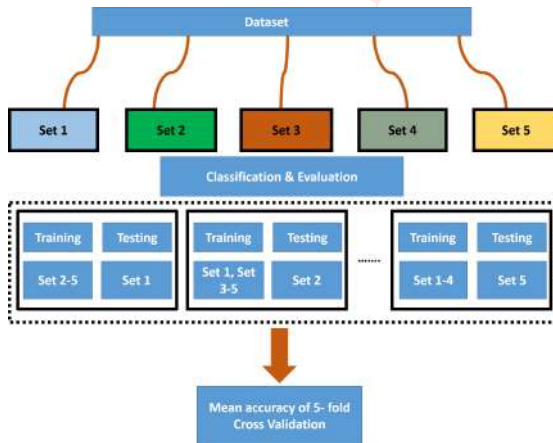 Dataset
Set 1
Set 2
Set 3
Set 4
Set 5
Classification & Evaluation
Training
Testing
Set 2-5
Set 1
Training
Testing
Set 1, Set
3-5
Set 2
.......
Training
Testing
Set 1-4
Set 5
Mean accuracy of 5- fold
Cross Validation